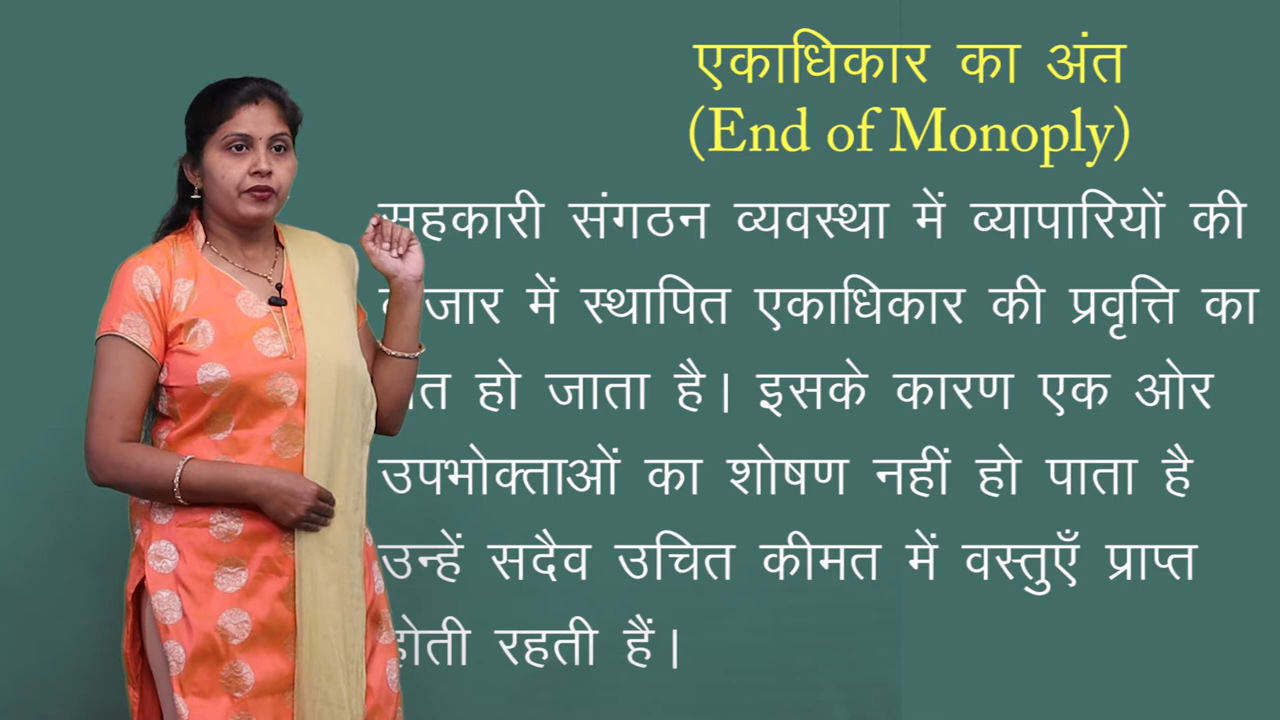 एकाधिकार का अंत
(End of Monoply)
सहकारी संगठन व्यवस्था में व्यापारियों की
में स्थापित एकाधिकार की प्रवृत्ति का
हो जाता है। इसके कारण एक ओर
उपभोक्ताओं का शोषण नहीं हो पाता है
उन्हें सदैव उचित कीमत में वस्तुएँ प्राप्त
होती रहती हैं।